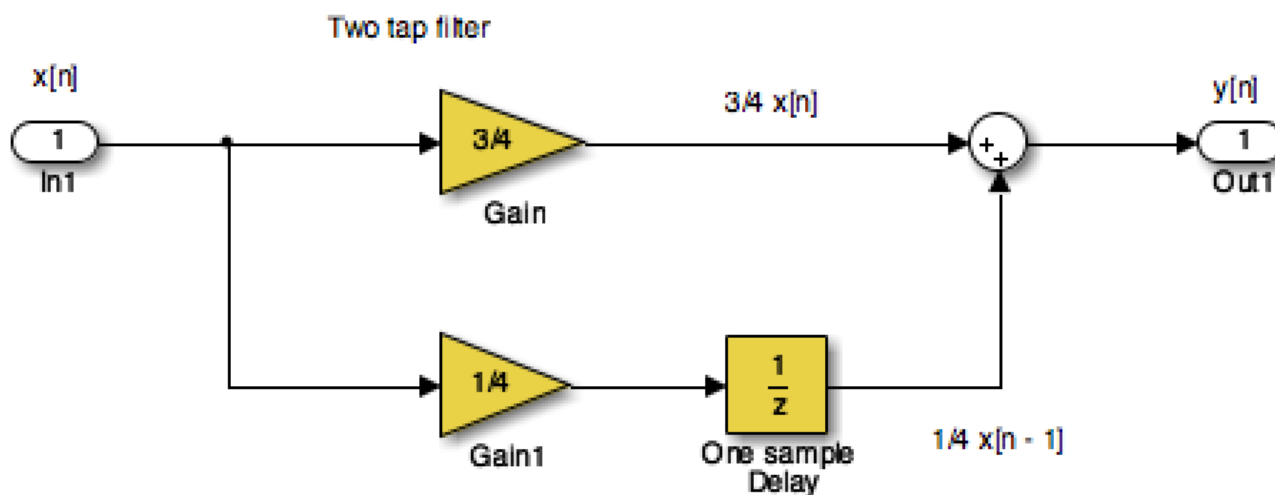 Two tap filter
x[n]
1
In1
3/4
Gain
3/4 x[n]
+
+
y[n]
1
Out1
1/4
Gain1
1
z
One sample
Delay
1/4 x[n - 1]